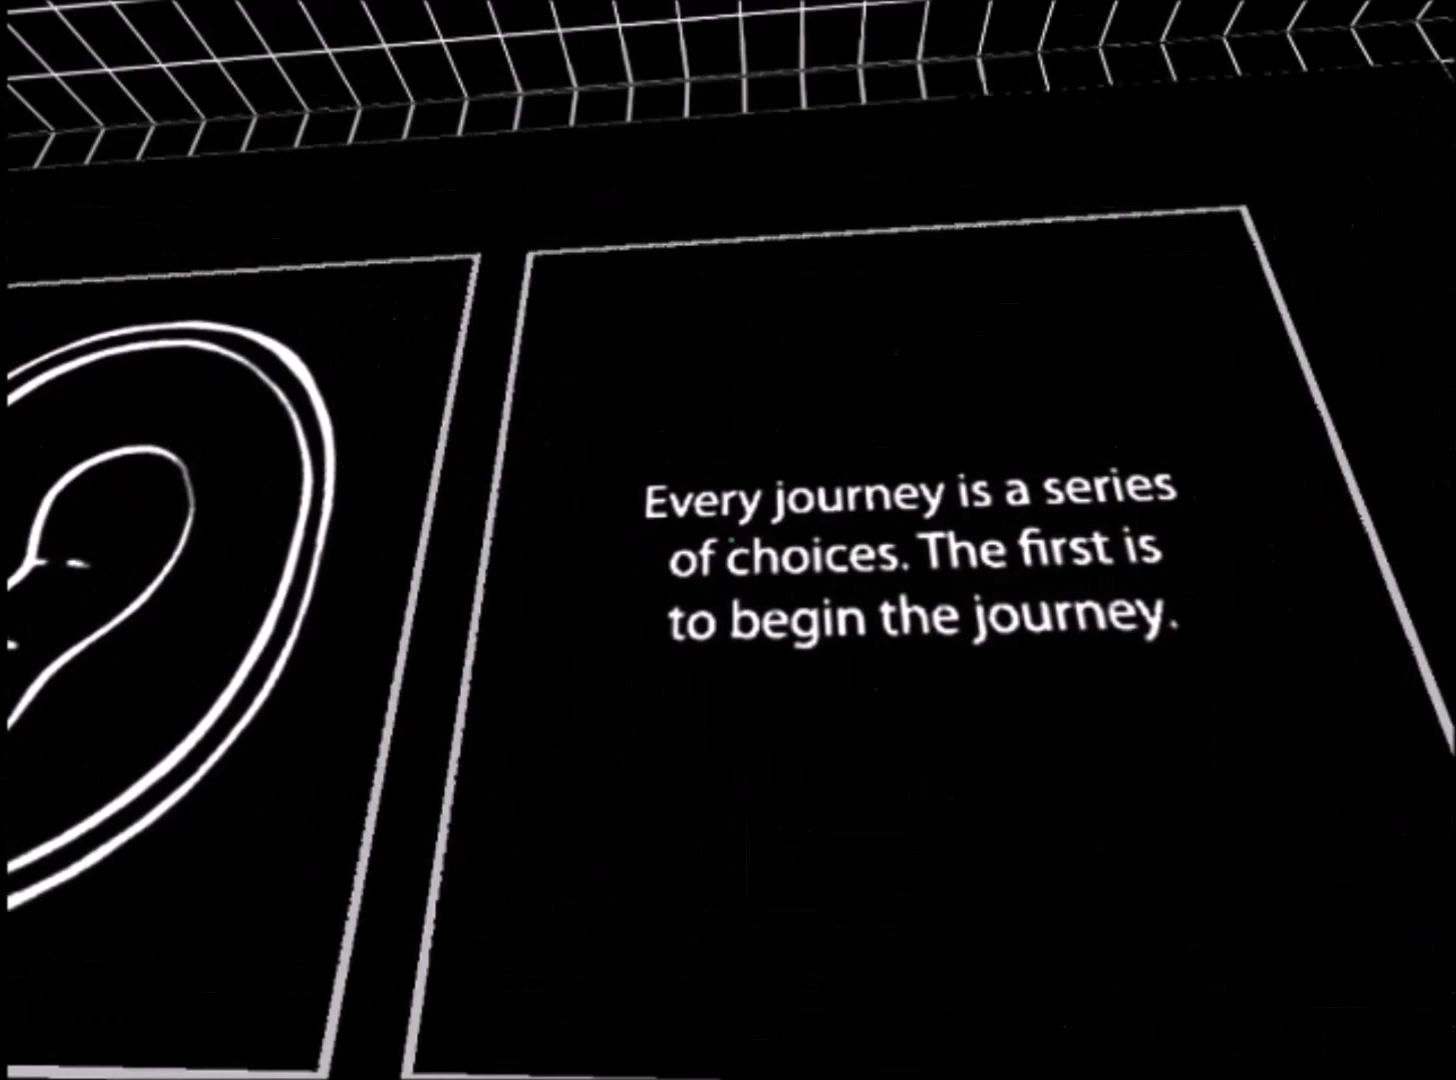 Every journey is a series
of choices. The first is
to begin the journey.